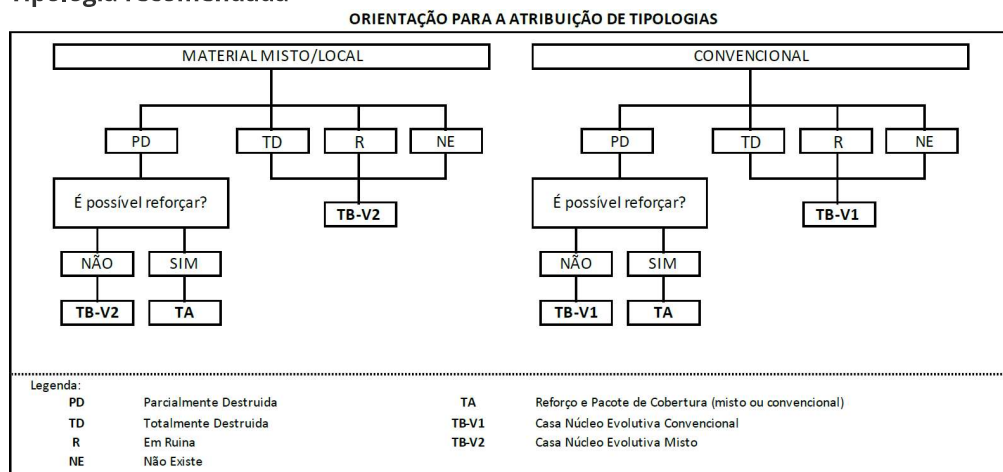 Tipologia recomendada
ORIENTAÇÃO PARA A ATRIBUIÇÃO DE TIPOLOGIAS
MATERIAL MISTO/LOCAL
CONVENCIONAL
PD TD R NE
PD TD R NE
É possível reforçar?
TB-V2
É possível reforçar?
TB-V1
NÃO SIM
NÃO SIM
TB-V2 TA
TB-V1 TA
Legenda:
PD Parcialmente Destruida
TD Totalmente Destruida
R Em Ruina
NE Não Existe
TA Reforço e Pacote de Cobertura (misto ou convencional)
TB-V1 Casa Núcleo Evolutiva Convencional
TB-V2 Casa Núcleo Evolutiva Misto